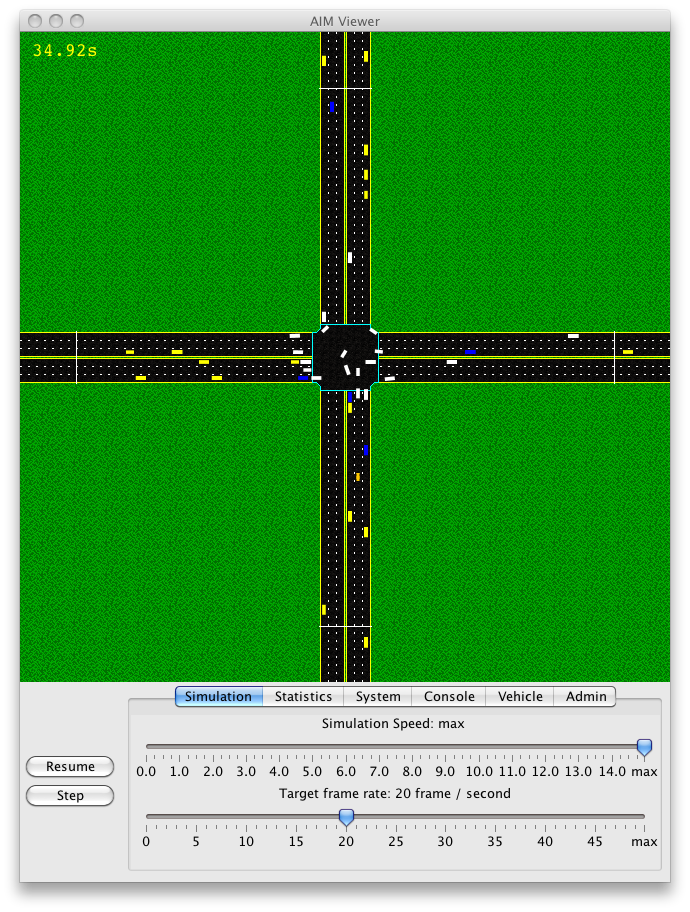 AIM Viewer
34.92s
Simulation Statistics System Console Vehicle Admin
Simulation Speed: max
0.0 1.0 2.0 3.0 4.0 5.0 6.0 7.0 8.0 9.0 10.0 11.0 12.0 13.0 14.0 max
Resume
Target frame rate: 20 frame / second
Step
0 5 10 15 20 25 30 35 40 45 max